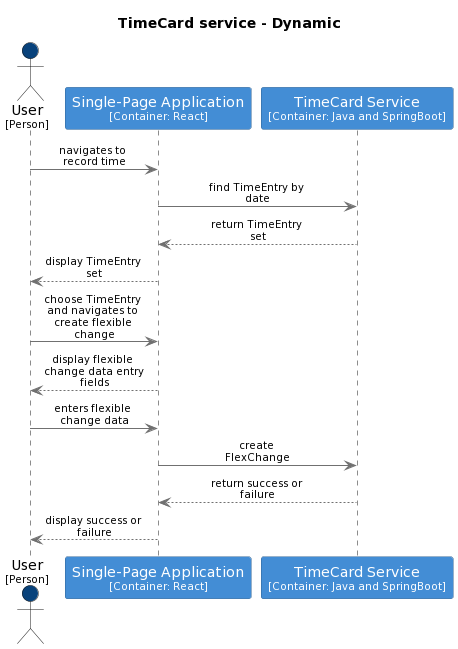 TimeCard service - Dynamic
User
[Person]
Single-Page Application
[Container: React]
TimeCard Service
[Container: Java and SpringBoot]
navigates to
record time
find TimeEntry by
date
return TimeEntry
set
display TimeEntry
set
choose TimeEntry
and navigates to
create flexible
change
display flexible
change data entry
fields
enters flexible
change data
create
FlexChange
return success or
failure
display success or
failure
User
[Person]
Single-Page Application
[Container: React]
TimeCard Service
[Container: Java and SpringBoot]